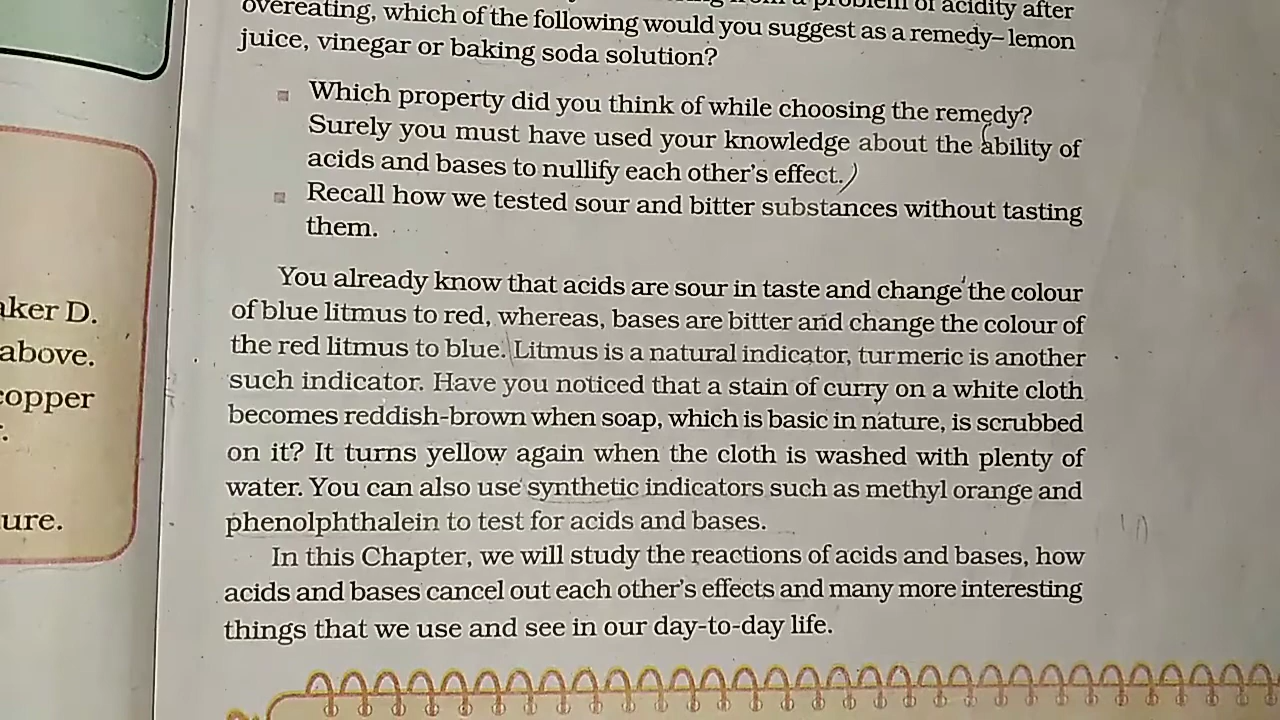 problem of acidity after
overeating, which of the following would you suggest as a remedy–lemon
juice, vinegar or baking soda solution?
Which property did you think of while choosing the remedy?
Surely you must have used your knowledge about the ability of
acids and bases to nullify each other's effect.
Recall how we tested sour and bitter substances without tasting
them.
You already know that acids are sour in taste and change the colour
of blue litmus to red, whereas, bases are bitter and change the colour of
the red litmus to blue. Litmus is a natural indicator, turmeric is another
such indicator. Have you noticed that a stain of curry on a white cloth
becomes reddish-brown when soap, which is basic in nature, is scrubbed
on it? It turns yellow again when the cloth is washed with plenty of
water. You can also use synthetic indicators such as methyl orange and
phenolphthalein to test for acids and bases.
In this Chapter, we will study the reactions of acids and bases, how
acids and bases cancel out each other's effects and many more interesting
things that we use and see in our day-to-day life.
aker D.
above.
copper
ure.